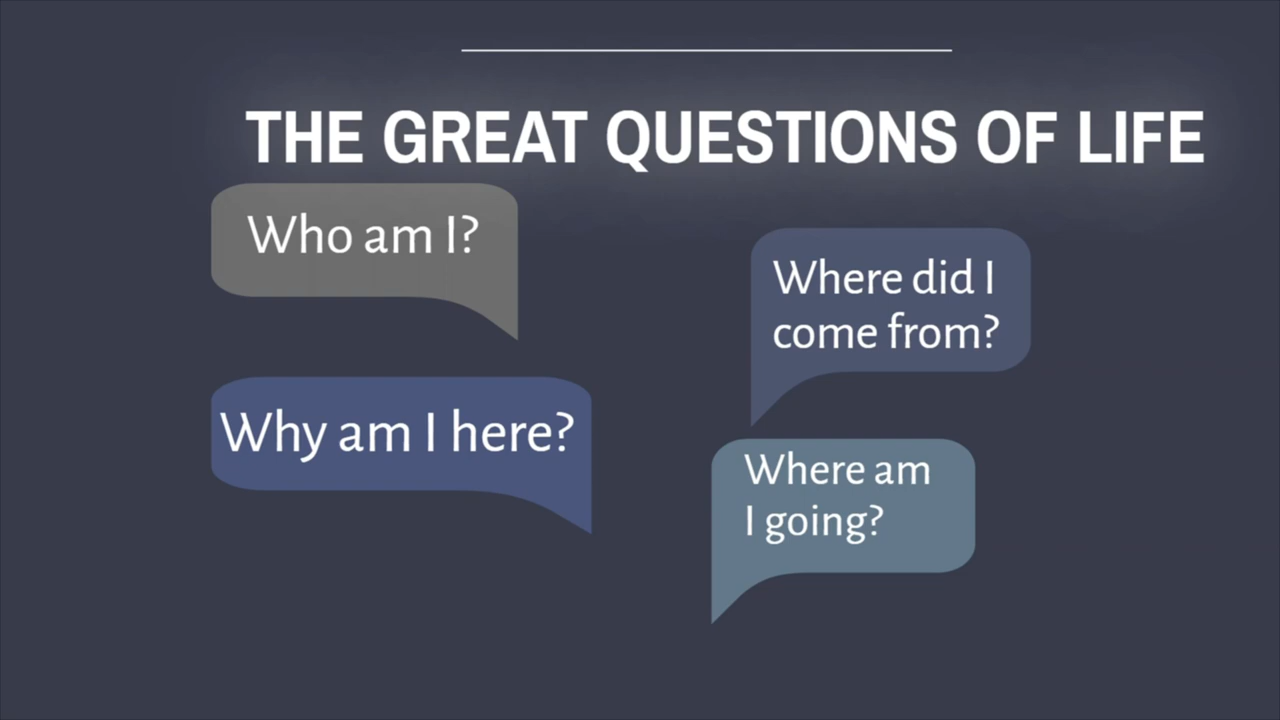 THE GREAT QUESTIONS OF LIFE
Who am I?
Where did I
come from?
Why am I here?
Where am
I going?